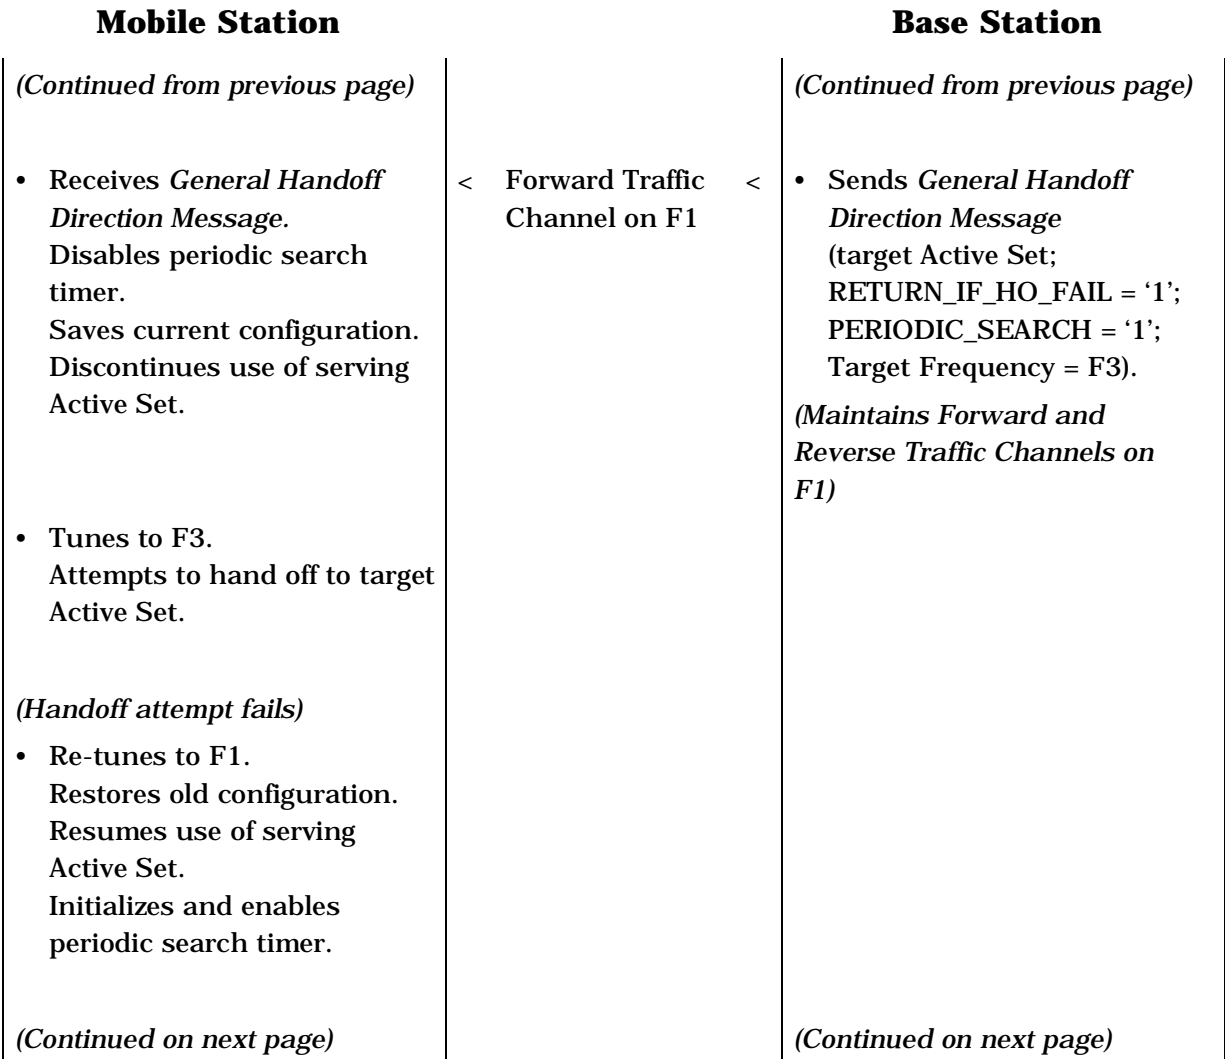 Mobile Station
Base Station
(Continued from previous page)
(Continued from previous page)
• Receives General Handoff
Direction Message.
Disables periodic search
timer.
Saves current configuration.
Discontinues use of serving
Active Set.
< Forward Traffic <
Channel on F1
• Sends General Handoff
Direction Message
(target Active Set;
RETURN_IF_HO_FAIL = ‘1’;
PERIODIC_SEARCH = ‘1’;
Target Frequency = F3).
(Maintains Forward and
Reverse Traffic Channels on
F1)
• Tunes to F3.
Attempts to hand off to target
Active Set.
(Handoff attempt fails)
• Re-tunes to F1.
Restores old configuration.
Resumes use of serving
Active Set.
Initializes and enables
periodic search timer.
(Continued on next page)
(Continued on next page)